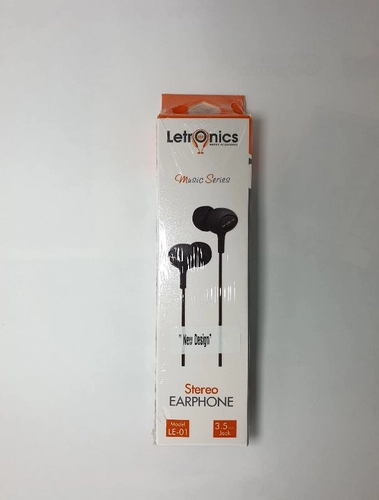 Letronics
Music Series
"New Design"
Stereo
EARPHONE
Model
LE-01
3.5
Jack